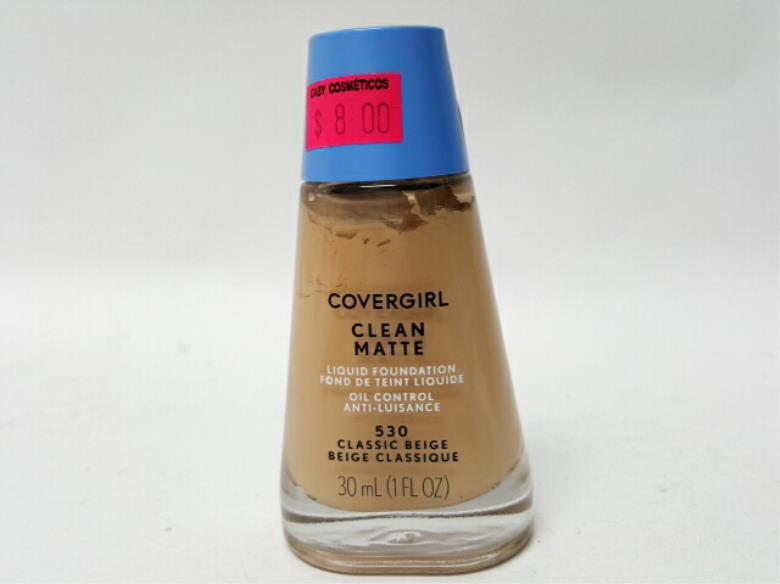 GABY COSMÉTICOS
$ 8 00
COVERGIRL
CLEAN
MATTE
LIQUID FOUNDATION
FOND DE TEINT LIQUIDE
OIL CONTROL
ANTI-LUISANCE
530
CLASSIC BEIGE
BEIGE CLASSIQUE
30 mL (1 FL OZ)